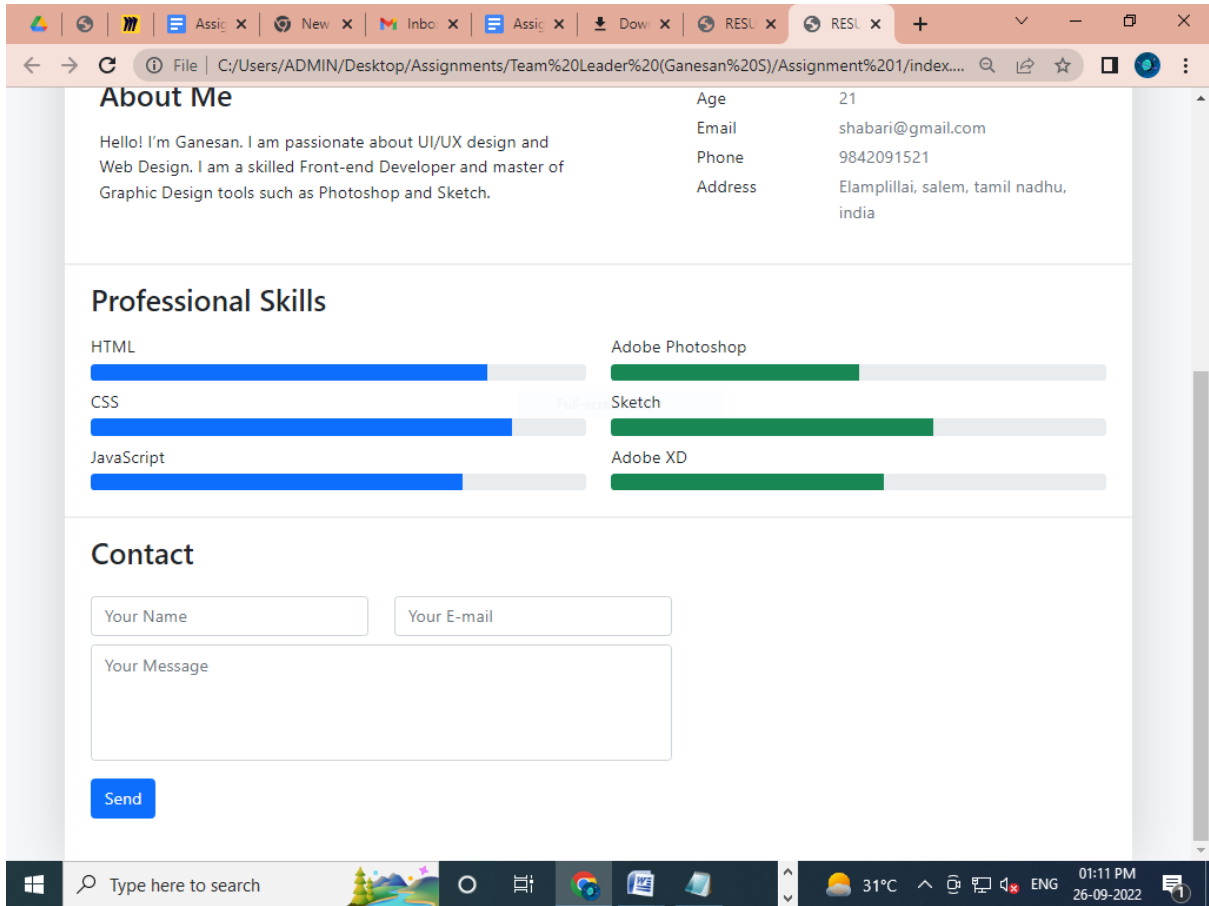 Assig
New
Inbo
Assig
Dow
RESU
RESU
File | C:/Users/ADMIN/Desktop/Assignments/Team%20Leader%20(Ganesan%20S)/Assignment%201/index....
About Me
Hello! I’m Ganesan. I am passionate about UI/UX design and
Web Design. I am a skilled Front-end Developer and master of
Graphic Design tools such as Photoshop and Sketch.
Age 21
Email shabari@gmail.com
Phone 9842091521
Address Elamplillai, salem, tamil nadhu,
india
Professional Skills
HTML Adobe Photoshop
CSS Sketch
JavaScript Adobe XD
Contact
Your Name Your E-mail
Your Message
Send
Type here to search
31°C ENG
01:11 PM
26-09-2022
1